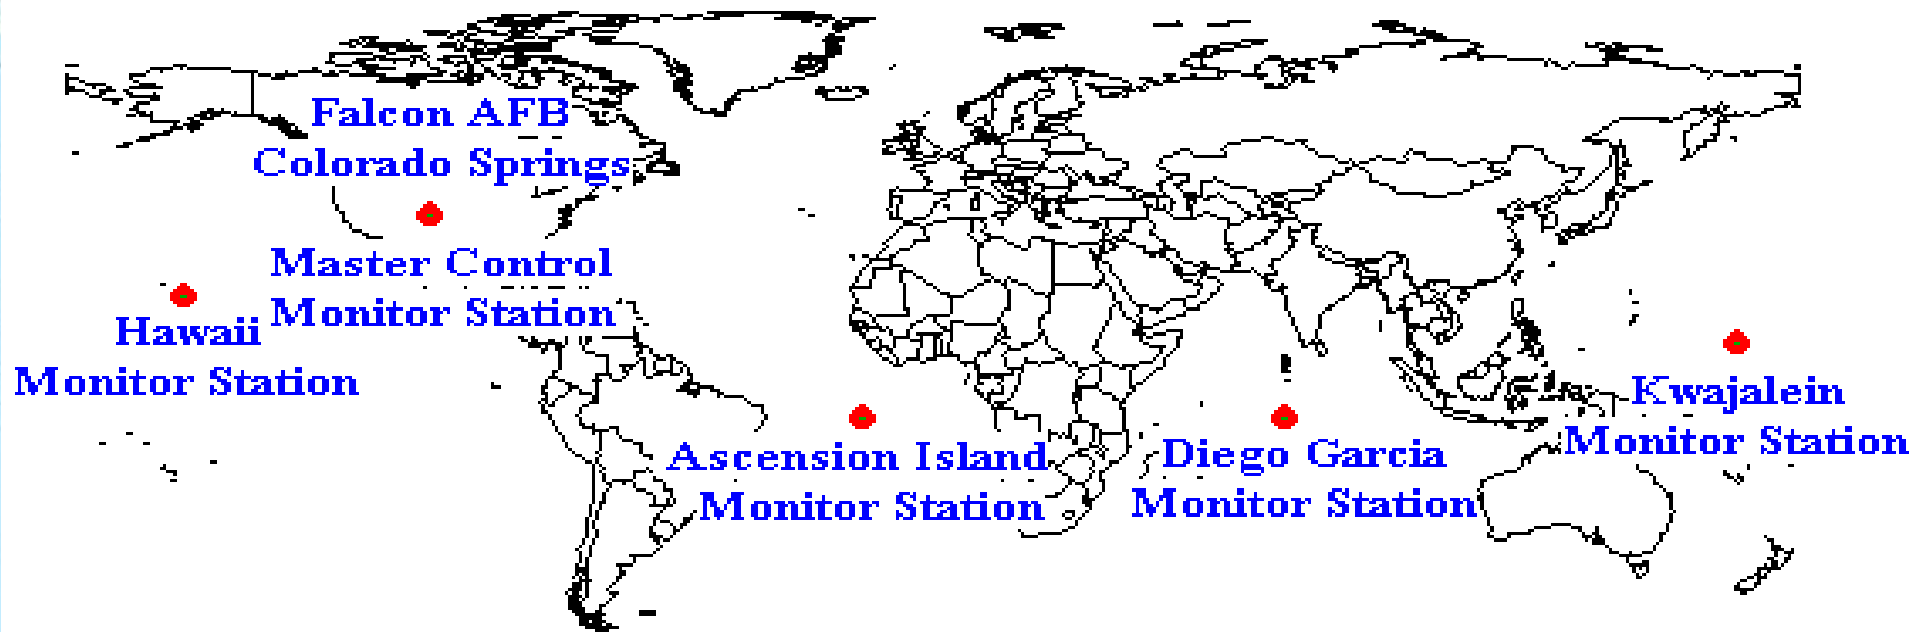 Falcon AFB
Colorado Springs
Master Control
Monitor Station
Hawaii
Monitor Station
Ascension Island
Monitor Station
Diego Garcia
Monitor Station
Kwajalein
Monitor Station